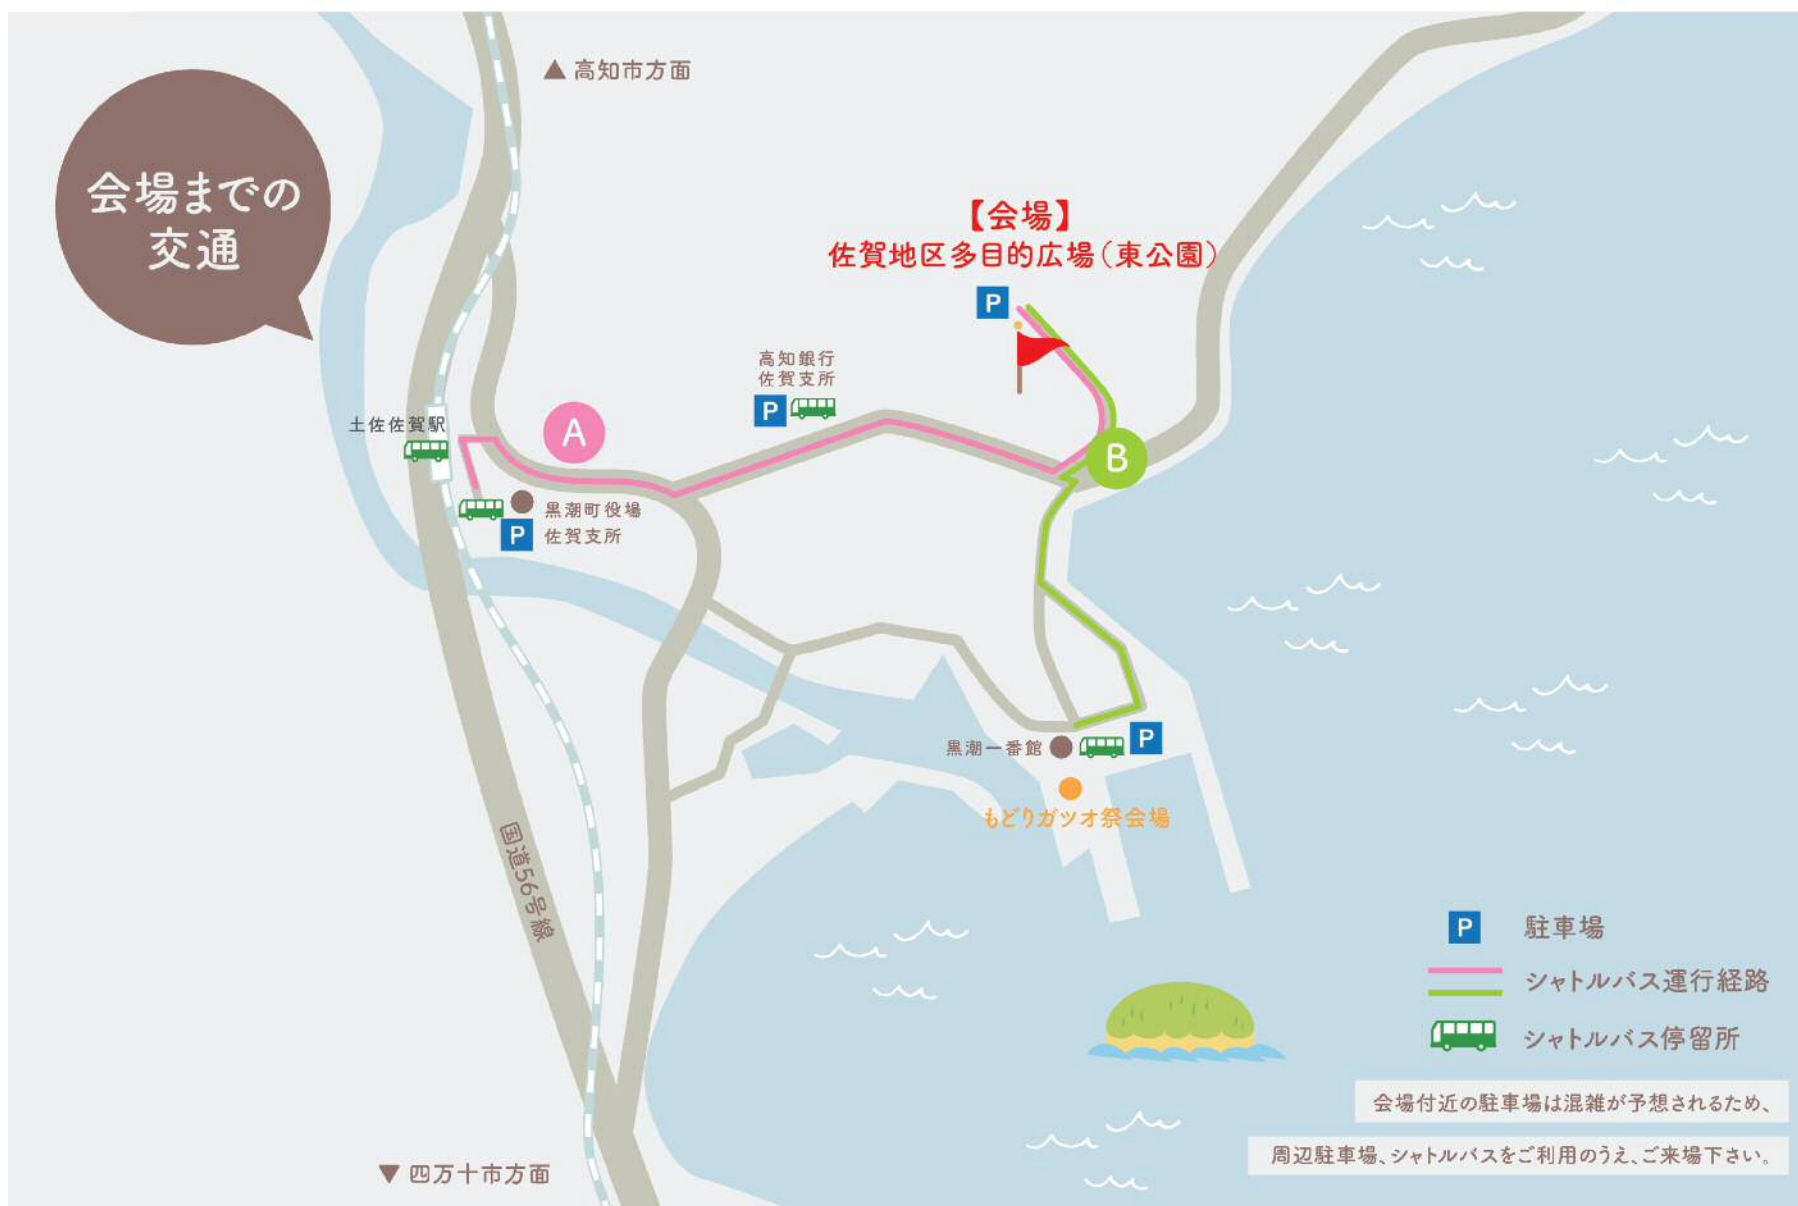 会場までの
交通
▲ 高知市方面
【会場】
佐賀地区多目的広場（東公園）
P
高知銀行
佐賀支所
P
土佐佐賀駅
A
B
黒潮町役場
佐賀支所
P
黒潮一番館
P
もどりガツオ祭会場
国道56号線
P 駐車場
シャトルバス運行経路
シャトルバス停留所
会場付近の駐車場は混雑が予想されるため、
周辺駐車場、シャトルバスをご利用のうえ、ご来場下さい。
▼ 四万十市方面